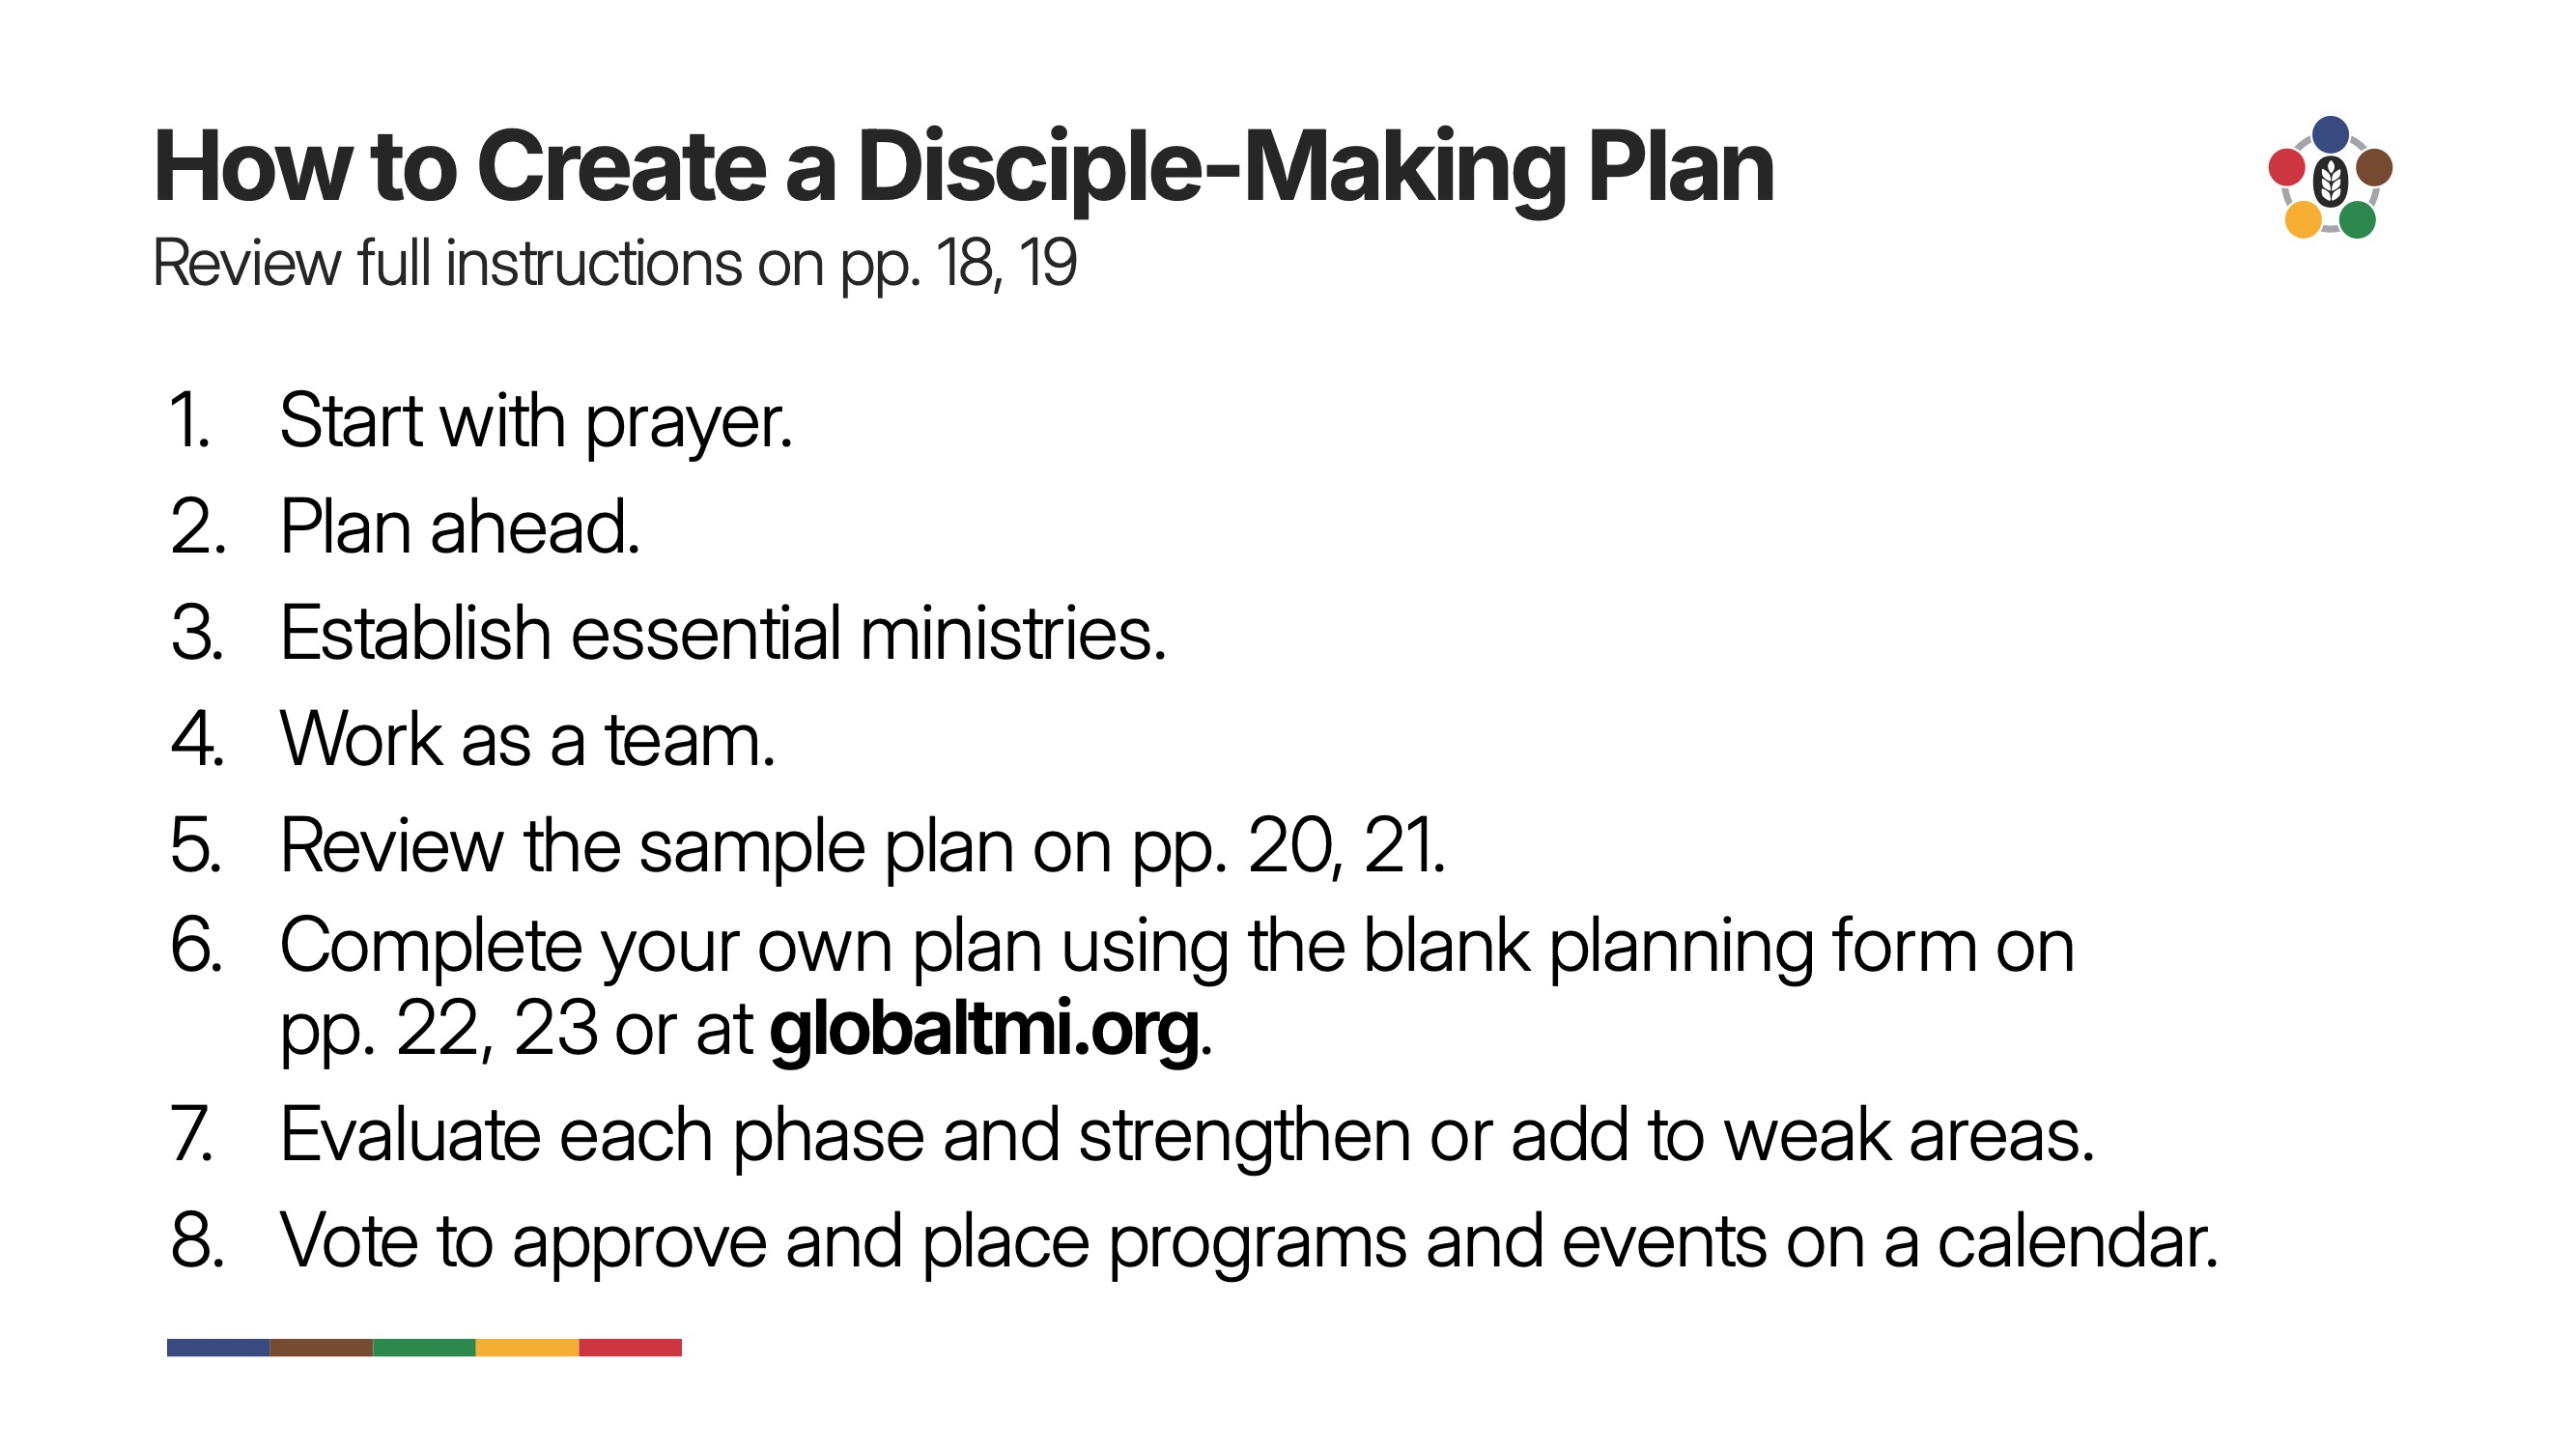 How to Create a Disciple-Making Plan
Review full instructions on pp. 18, 19
1. Start with prayer.
2. Plan ahead.
3. Establish essential ministries.
4. Work as a team.
5. Review the sample plan on pp. 20, 21.
6. Complete your own plan using the blank planning form on
pp. 22, 23 or at globaltmi.org.
7. Evaluate each phase and strengthen or add to weak areas.
8. Vote to approve and place programs and events on a calendar.